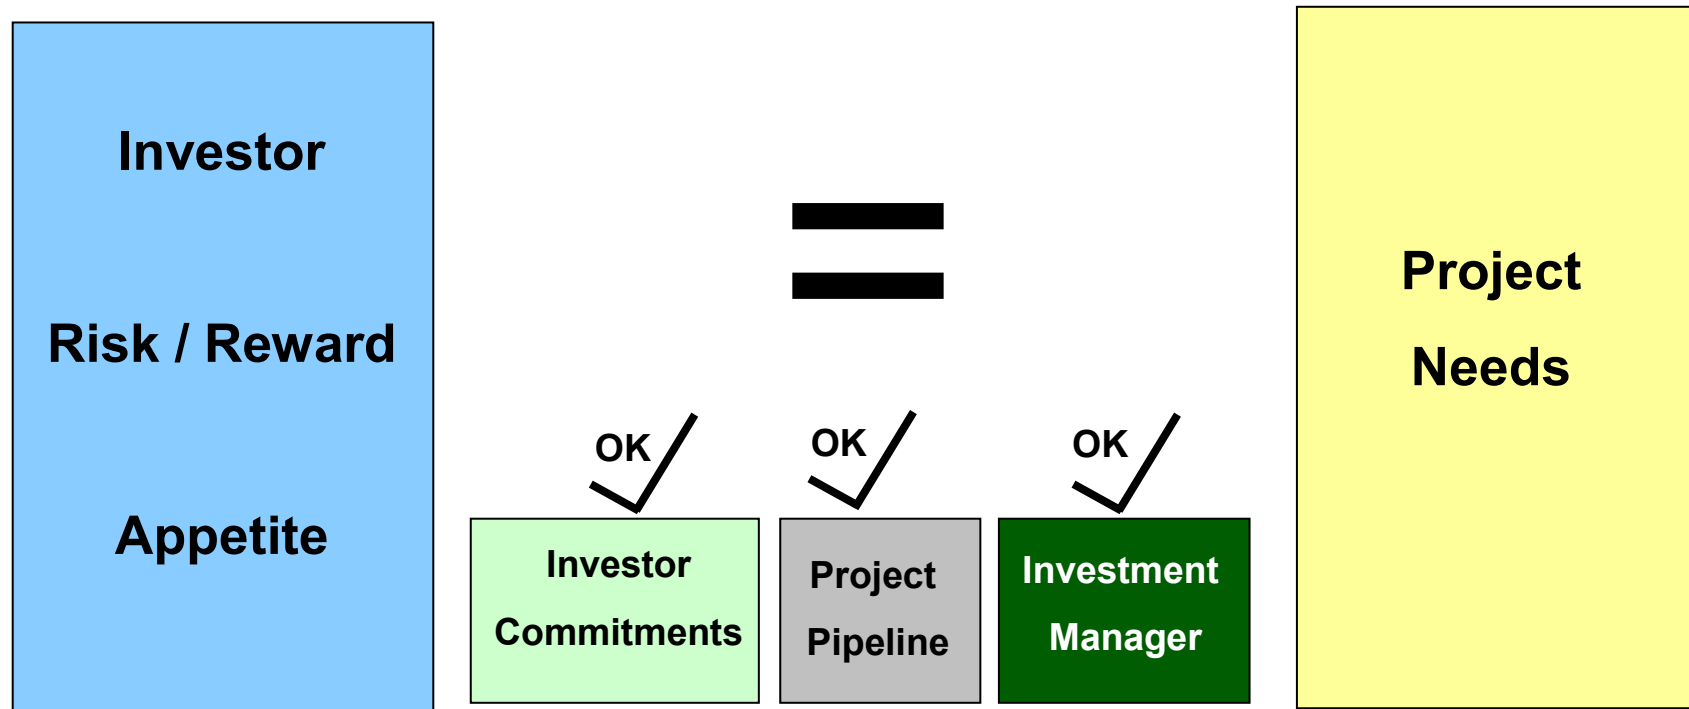 Investor
Risk / Reward
Appetite
=
OK
OK
OK
Investor
Commitments
Project
Pipeline
Investment
Manager
Project
Needs